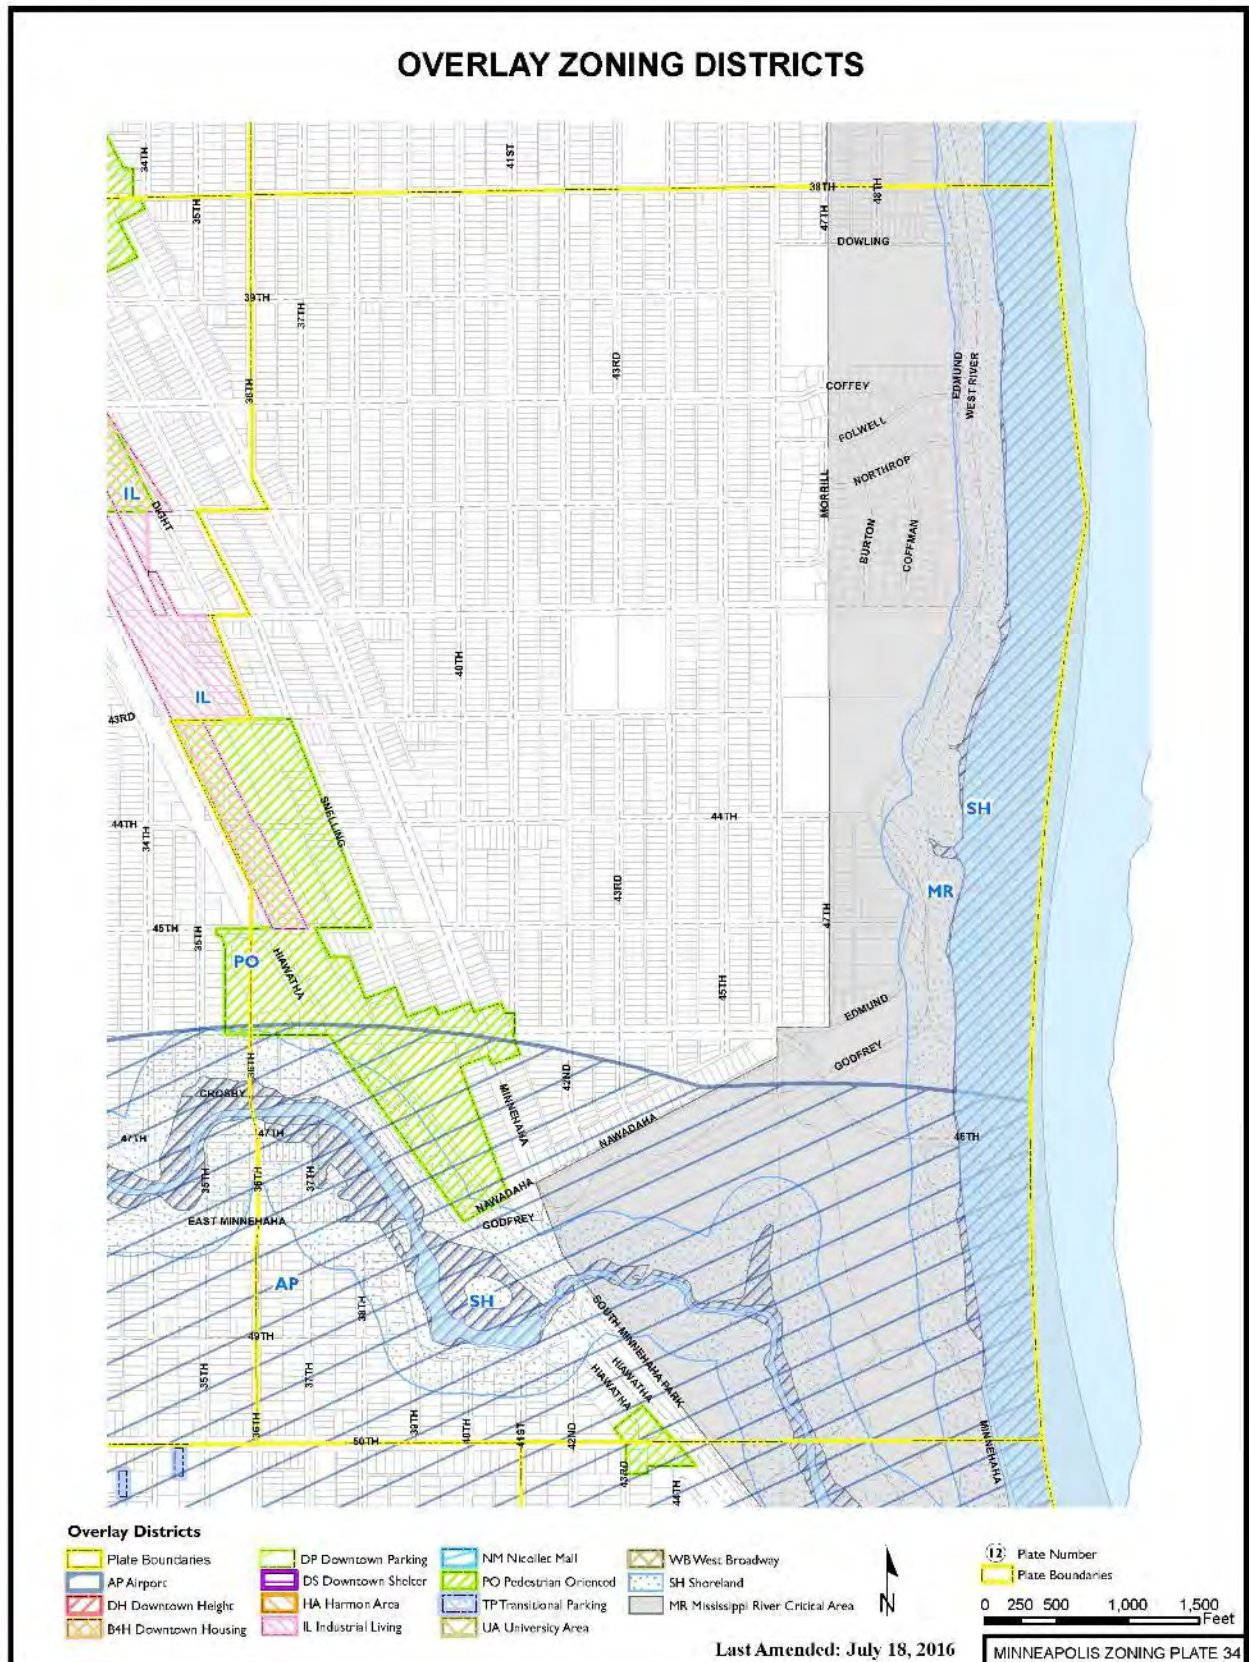 OVERLAY ZONING DISTRICTS
34TH
41ST
38TH
48TH
35TH
47TH
DOWLING
39TH
37TH
43RD
EDMUND
WEST RIVER
38TH
COFFEY
FOLWELL
NORTHROP
MORRILL
IL
DIGHT
BURTON
COFFMAN
40TH
IL
43RD
SNELLING
SH
44TH
34TH
44TH
43RD
MR
47TH
45TH
35TH
PO
HIAWATHA
45TH
EDMUND
GODFREY
36TH
42ND
CROSBY
MINNEHAHA
NAWADAHA
47TH
47TH
46TH
35TH
36TH
37TH
NAWADAHA
EAST MINNEHAHA
GODFREY
AP
SH
38TH
SOUTH MINNEHAHA PARK
49TH
HIAWATHA
HIAWATHA
35TH
37TH
36TH
39TH
40TH
41ST
42ND
50TH
MINNEHAHA
43RD
44TH
Overlay Districts
Plate Boundaries
AP Airport
DH Downtown Height
B4H Downtown Housing
DP Downtown Parking
DS Downtown Shelter
HA Harmon Area
IL Industrial Living
NM Nicollet Mall
PO Pedestrian Oriented
TP Transitional Parking
UA University Area
WB West Broadway
SH Shoreland
MR Mississippi River Critical Area
N
12 Plate Number
Plate Boundaries
0 250 500 1,000 1,500
Feet
Last Amended: July 18, 2016
MINNEAPOLIS ZONING PLATE 34